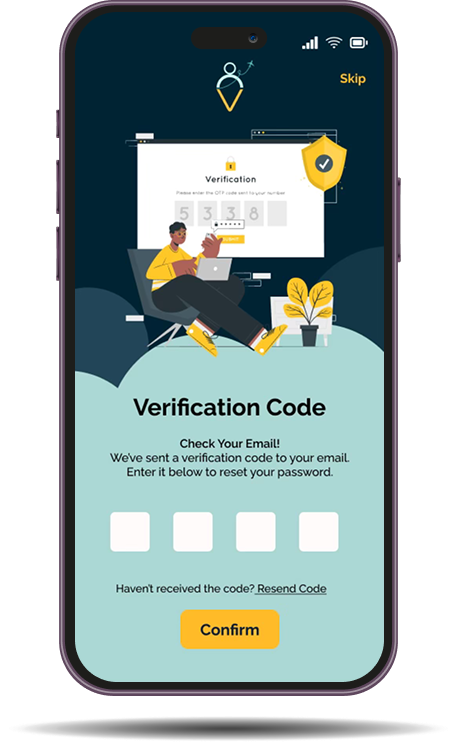 Skip
Verification
Please enter the OTP code sent to your number
5 3 3 8
SUBMIT
Verification Code
Check Your Email!
We've sent a verification code to your email.
Enter it below to reset your password.
Haven't received the code? Resend Code
Confirm